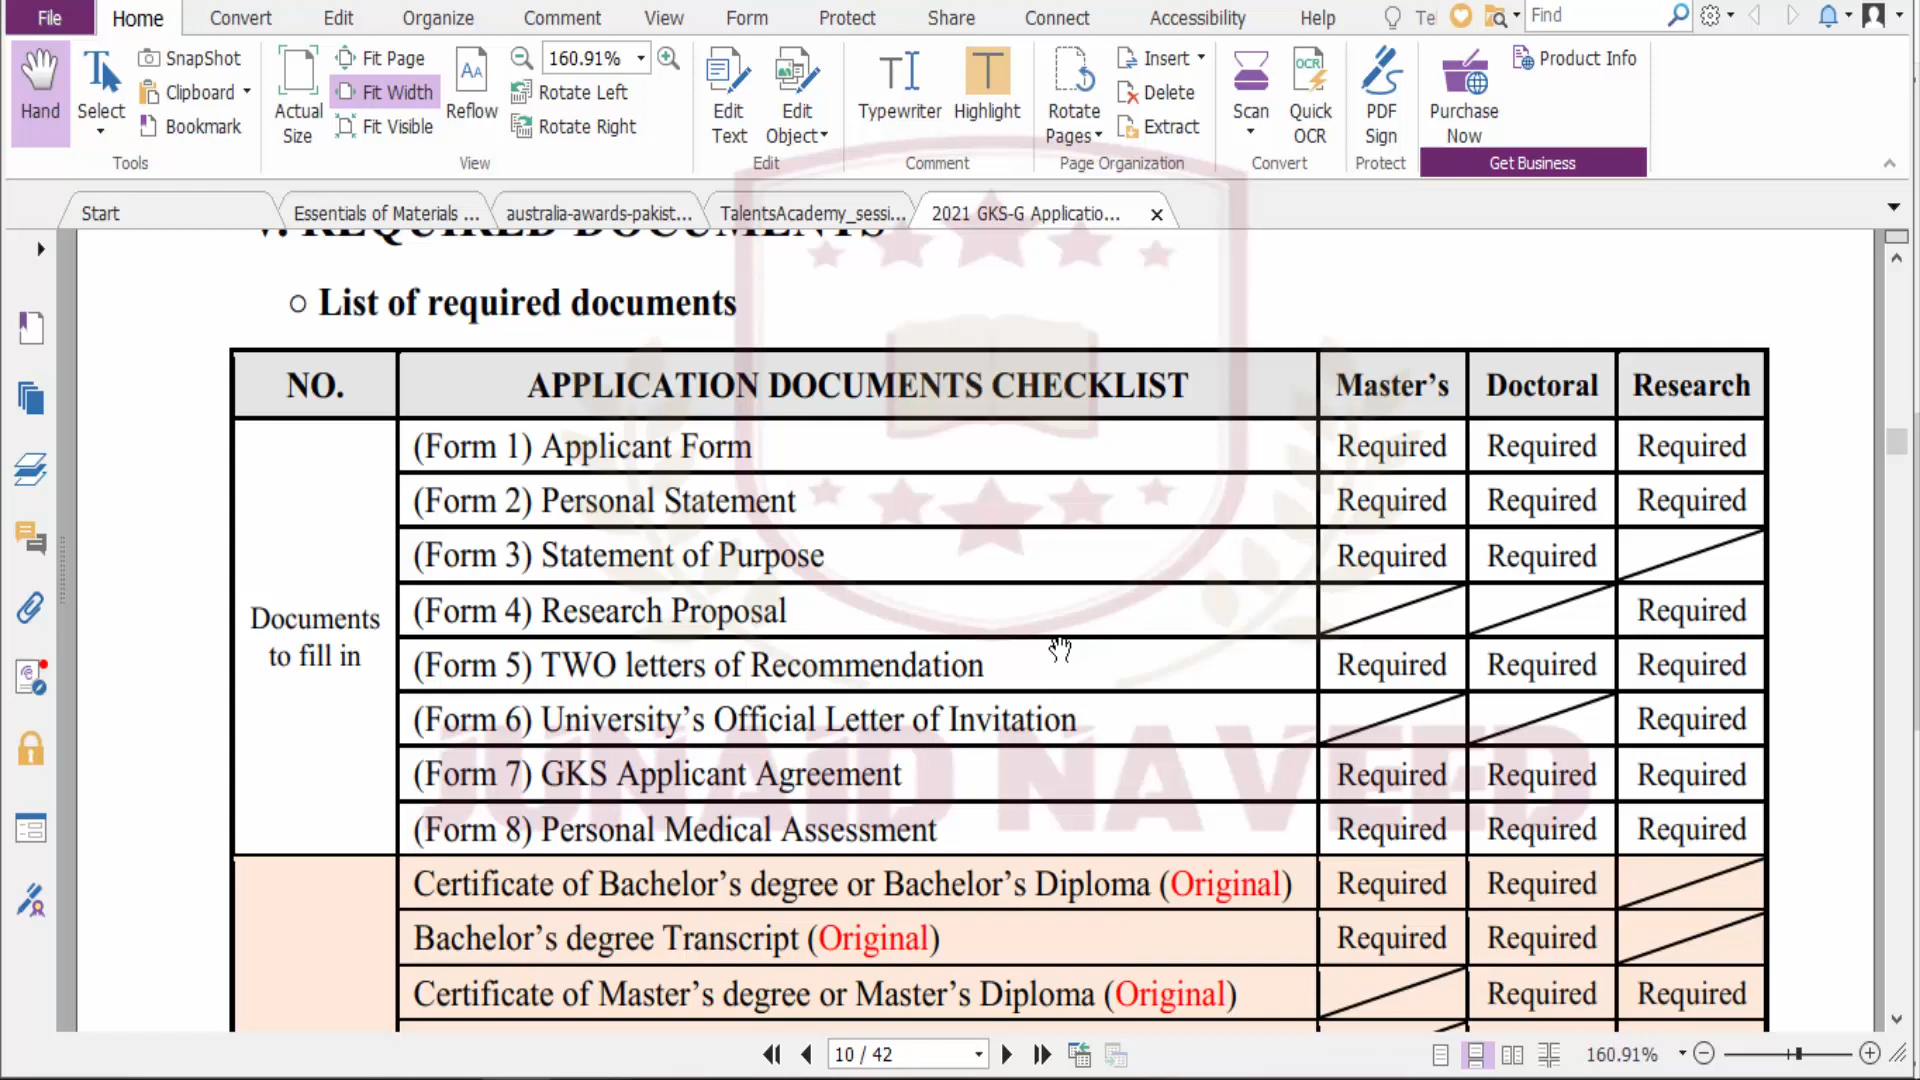 File Home Convert Edit Organize Comment View Form Protect Share Connect Accessibility Help Tel Find
Hand
Select
SnapShot
Clipboard
Bookmark
Tools
Actual Size
Fit Page
Fit Width
Fit Visible
Reflow
160.91%
Rotate Left
Rotate Right
View
Edit Text
Edit Object
Edit
Typewriter
Highlight
Comment
Rotate Pages
Insert
Delete
Extract
Page Organization
Scan
Quick OCR
Convert
PDF Sign
Protect
Purchase Now
Product Info
Get Business
Start
Essentials of Materials ...
australia-awards-pakist...
TalentsAcademy_sessi...
2021 GKS-G Applicatio...
V. REQUIRED DOCUMENTS
○ List of required documents
NO. APPLICATION DOCUMENTS CHECKLIST Master's Doctoral Research
Documents
to fill in
(Form 1) Applicant Form Required Required Required
(Form 2) Personal Statement Required Required Required
(Form 3) Statement of Purpose Required Required
(Form 4) Research Proposal Required
(Form 5) TWO letters of Recommendation Required Required Required
(Form 6) University's Official Letter of Invitation Required
(Form 7) GKS Applicant Agreement Required Required Required
(Form 8) Personal Medical Assessment Required Required Required
Certificate of Bachelor's degree or Bachelor's Diploma (Original) Required Required
Bachelor's degree Transcript (Original) Required Required
Certificate of Master's degree or Master's Diploma (Original) Required Required
JUNAID NAVEED
10 / 42
160.91%